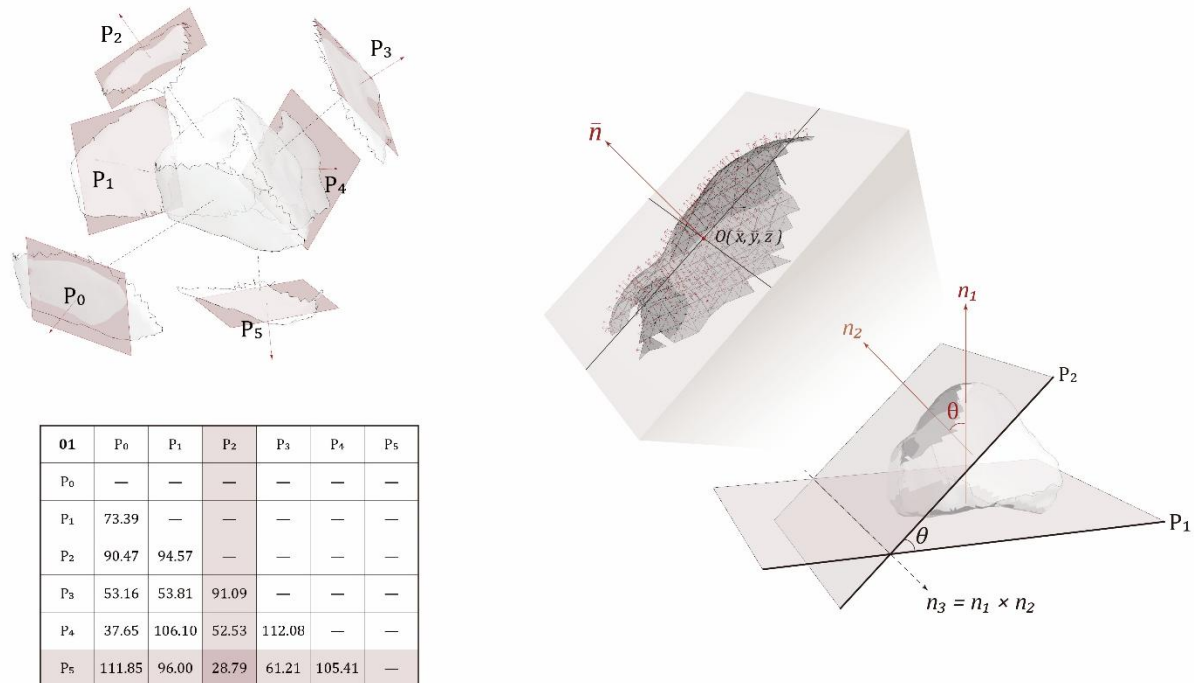 P₂
P₃
P₁
P₄
P₀
P₅
n̄
O( x̄, ȳ, z̄ )
n₁
n₂
θ
P₂
P₁
θ
n₃ = n₁ × n₂
01 P₀ P₁ P₂ P₃ P₄ P₅
P₀ — — — — — —
P₁ 73.39 — — — — —
P₂ 90.47 94.57 — — — —
P₃ 53.16 53.81 91.09 — — —
P₄ 37.65 106.10 52.53 112.08 — —
P₅ 111.85 96.00 28.79 61.21 105.41 —